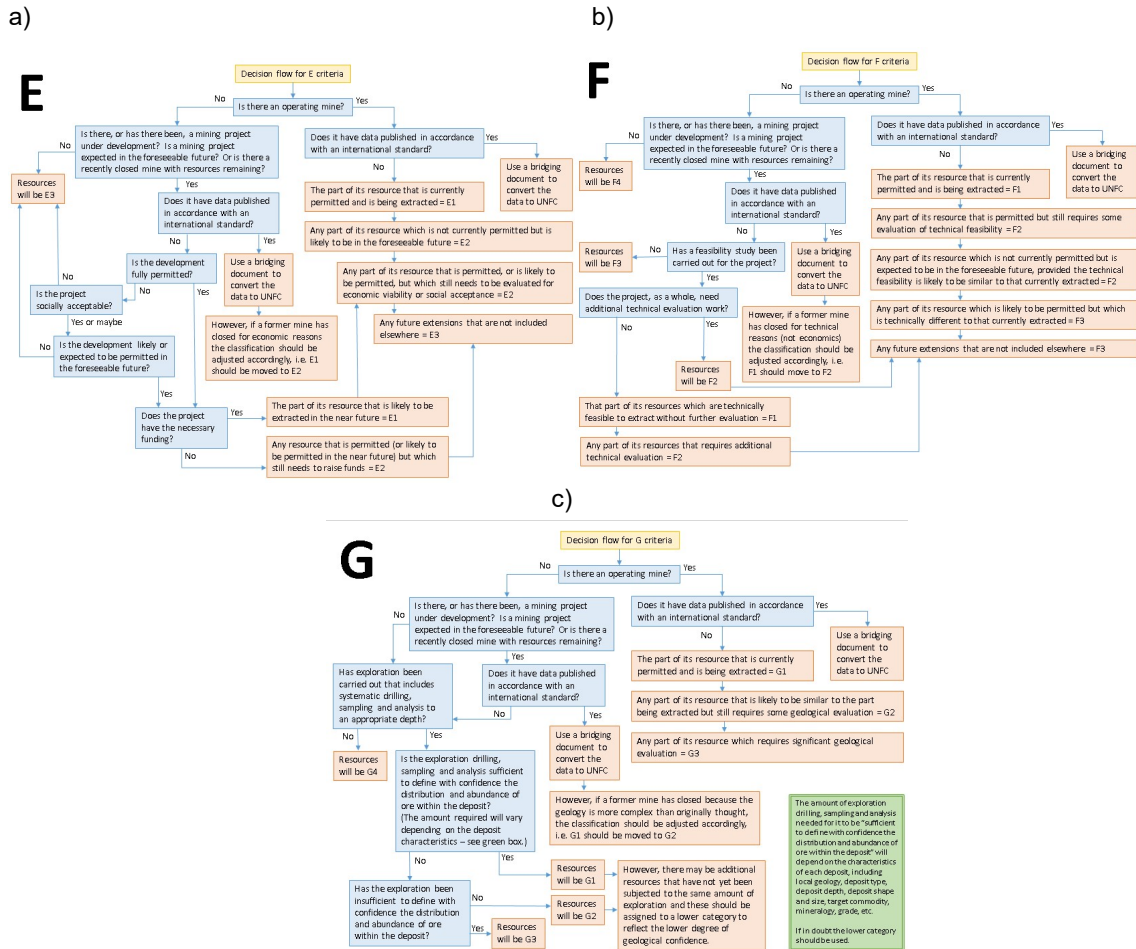 a)
E
Decision flow for E criteria
Is there an operating mine?
No
Yes
Is there, or has there been, a mining project
under development? Is a mining project
expected in the foreseeable future? Or is there a
recently closed mine with resources remaining?
No
Resources
will be E3
Yes
Does it have data published in
accordance with an
international standard?
No
Yes
Is the development
fully permitted?
Use a bridging
document to
convert the
data to UNFC
No
Yes
No
Is the project
socially acceptable?
Yes or maybe
However, if a former mine has
closed for economic reasons
the classification should be
adjusted accordingly, i.e. E1
should be moved to E2
No
Is the development likely or
expected to be permitted in
the foreseeable future?
Yes
Does the project
have the necessary
funding?
Yes
No
The part of its resource that is likely to be
extracted in the near future = E1
Any resource that is permitted (or likely to
be permitted in the near future) but which
still needs to raise funds = E2
Does it have data published in accordance
with an international standard?
Yes
No
Use a bridging
document to
convert the
data to UNFC
The part of its resource that is currently
permitted and is being extracted = E1
Any part of its resource which is not currently permitted but is
likely to be in the foreseeable future = E2
Any part of its resource that is permitted, or is likely to
be permitted, but which still needs to be evaluated for
economic viability or social acceptance = E2
Any future extensions that are not included
elsewhere = E3
b)
F
Decision flow for F criteria
Is there an operating mine?
No
Yes
Is there, or has there been, a mining project
under development? Is a mining project
expected in the foreseeable future? Or is there a
recently closed mine with resources remaining?
No
Resources
will be F4
Yes
Does it have data published
in accordance with an
international standard?
No
Yes
Resources
will be F3
No
Has a feasibility study been
carried out for the project?
Use a bridging
document to
convert the
data to UNFC
Yes
Does the project, as a whole, need
additional technical evaluation work?
No
Yes
Resources
will be F2
However, if a former mine
has closed for technical
reasons (not economics)
the classification should be
adjusted accordingly, i.e.
F1 should move to F2
That part of its resources which are technically
feasible to extract without further evaluation = F1
Any part of its resources that requires additional
technical evaluation = F2
Does it have data published in accordance
with an international standard?
Yes
No
Use a bridging
document to
convert the
data to UNFC
The part of its resource that is currently
permitted and is being extracted = F1
Any part of its resource that is permitted but still requires some
evaluation of technical feasibility = F2
Any part of its resource which is not currently permitted but is
expected to be in the foreseeable future, provided the technical
feasibility is likely to be similar to that currently extracted = F2
Any part of its resource which is likely to be permitted but which
is technically different to that currently extracted = F3
Any future extensions that are not included elsewhere = F3
c)
G
Decision flow for G criteria
Is there an operating mine?
No
Yes
Is there, or has there been, a mining project
under development? Is a mining project
expected in the foreseeable future? Or is there a
recently closed mine with resources remaining?
No
Yes
Has exploration been
carried out that includes
systematic drilling,
sampling and analysis to
an appropriate depth?
Does it have data published
in accordance with an
international standard?
No
Yes
No
Yes
Resources
will be G4
Use a bridging
document to
convert the
data to UNFC
Is the exploration drilling,
sampling and analysis sufficient
to define with confidence the
distribution and abundance of
ore within the deposit?
(The amount required will vary
depending on the deposit
characteristics – see green box.)
However, if a former mine has closed because the
geology is more complex than originally thought,
the classification should be adjusted accordingly,
i.e. G1 should be moved to G2
No
Yes
Resources
will be G1
Has the exploration been
insufficient to define with
confidence the distribution
and abundance of ore
within the deposit?
No
Resources
will be G2
Yes
Resources
will be G3
However, there may be additional
resources that have not yet been
subjected to the same amount of
exploration and these should be
assigned to a lower category to
reflect the lower degree of
geological confidence.
Does it have data published in accordance
with an international standard?
Yes
No
Use a bridging
document to
convert the
data to UNFC
The part of its resource that is currently
permitted and is being extracted = G1
Any part of its resource that is likely to be similar to the part
being extracted but still requires some geological evaluation = G2
Any part of its resource which requires significant geological
evaluation = G3
The amount of exploration
drilling, sampling and analysis
needed for it to be "sufficient
to define with confidence the
distribution and abundance of
ore within the deposit" will
depend on the characteristics
of each deposit, including
local geology, deposit type,
deposit depth, deposit shape
and size, target commodity,
mineralogy, grade, etc.
If in doubt the lower category
should be used.